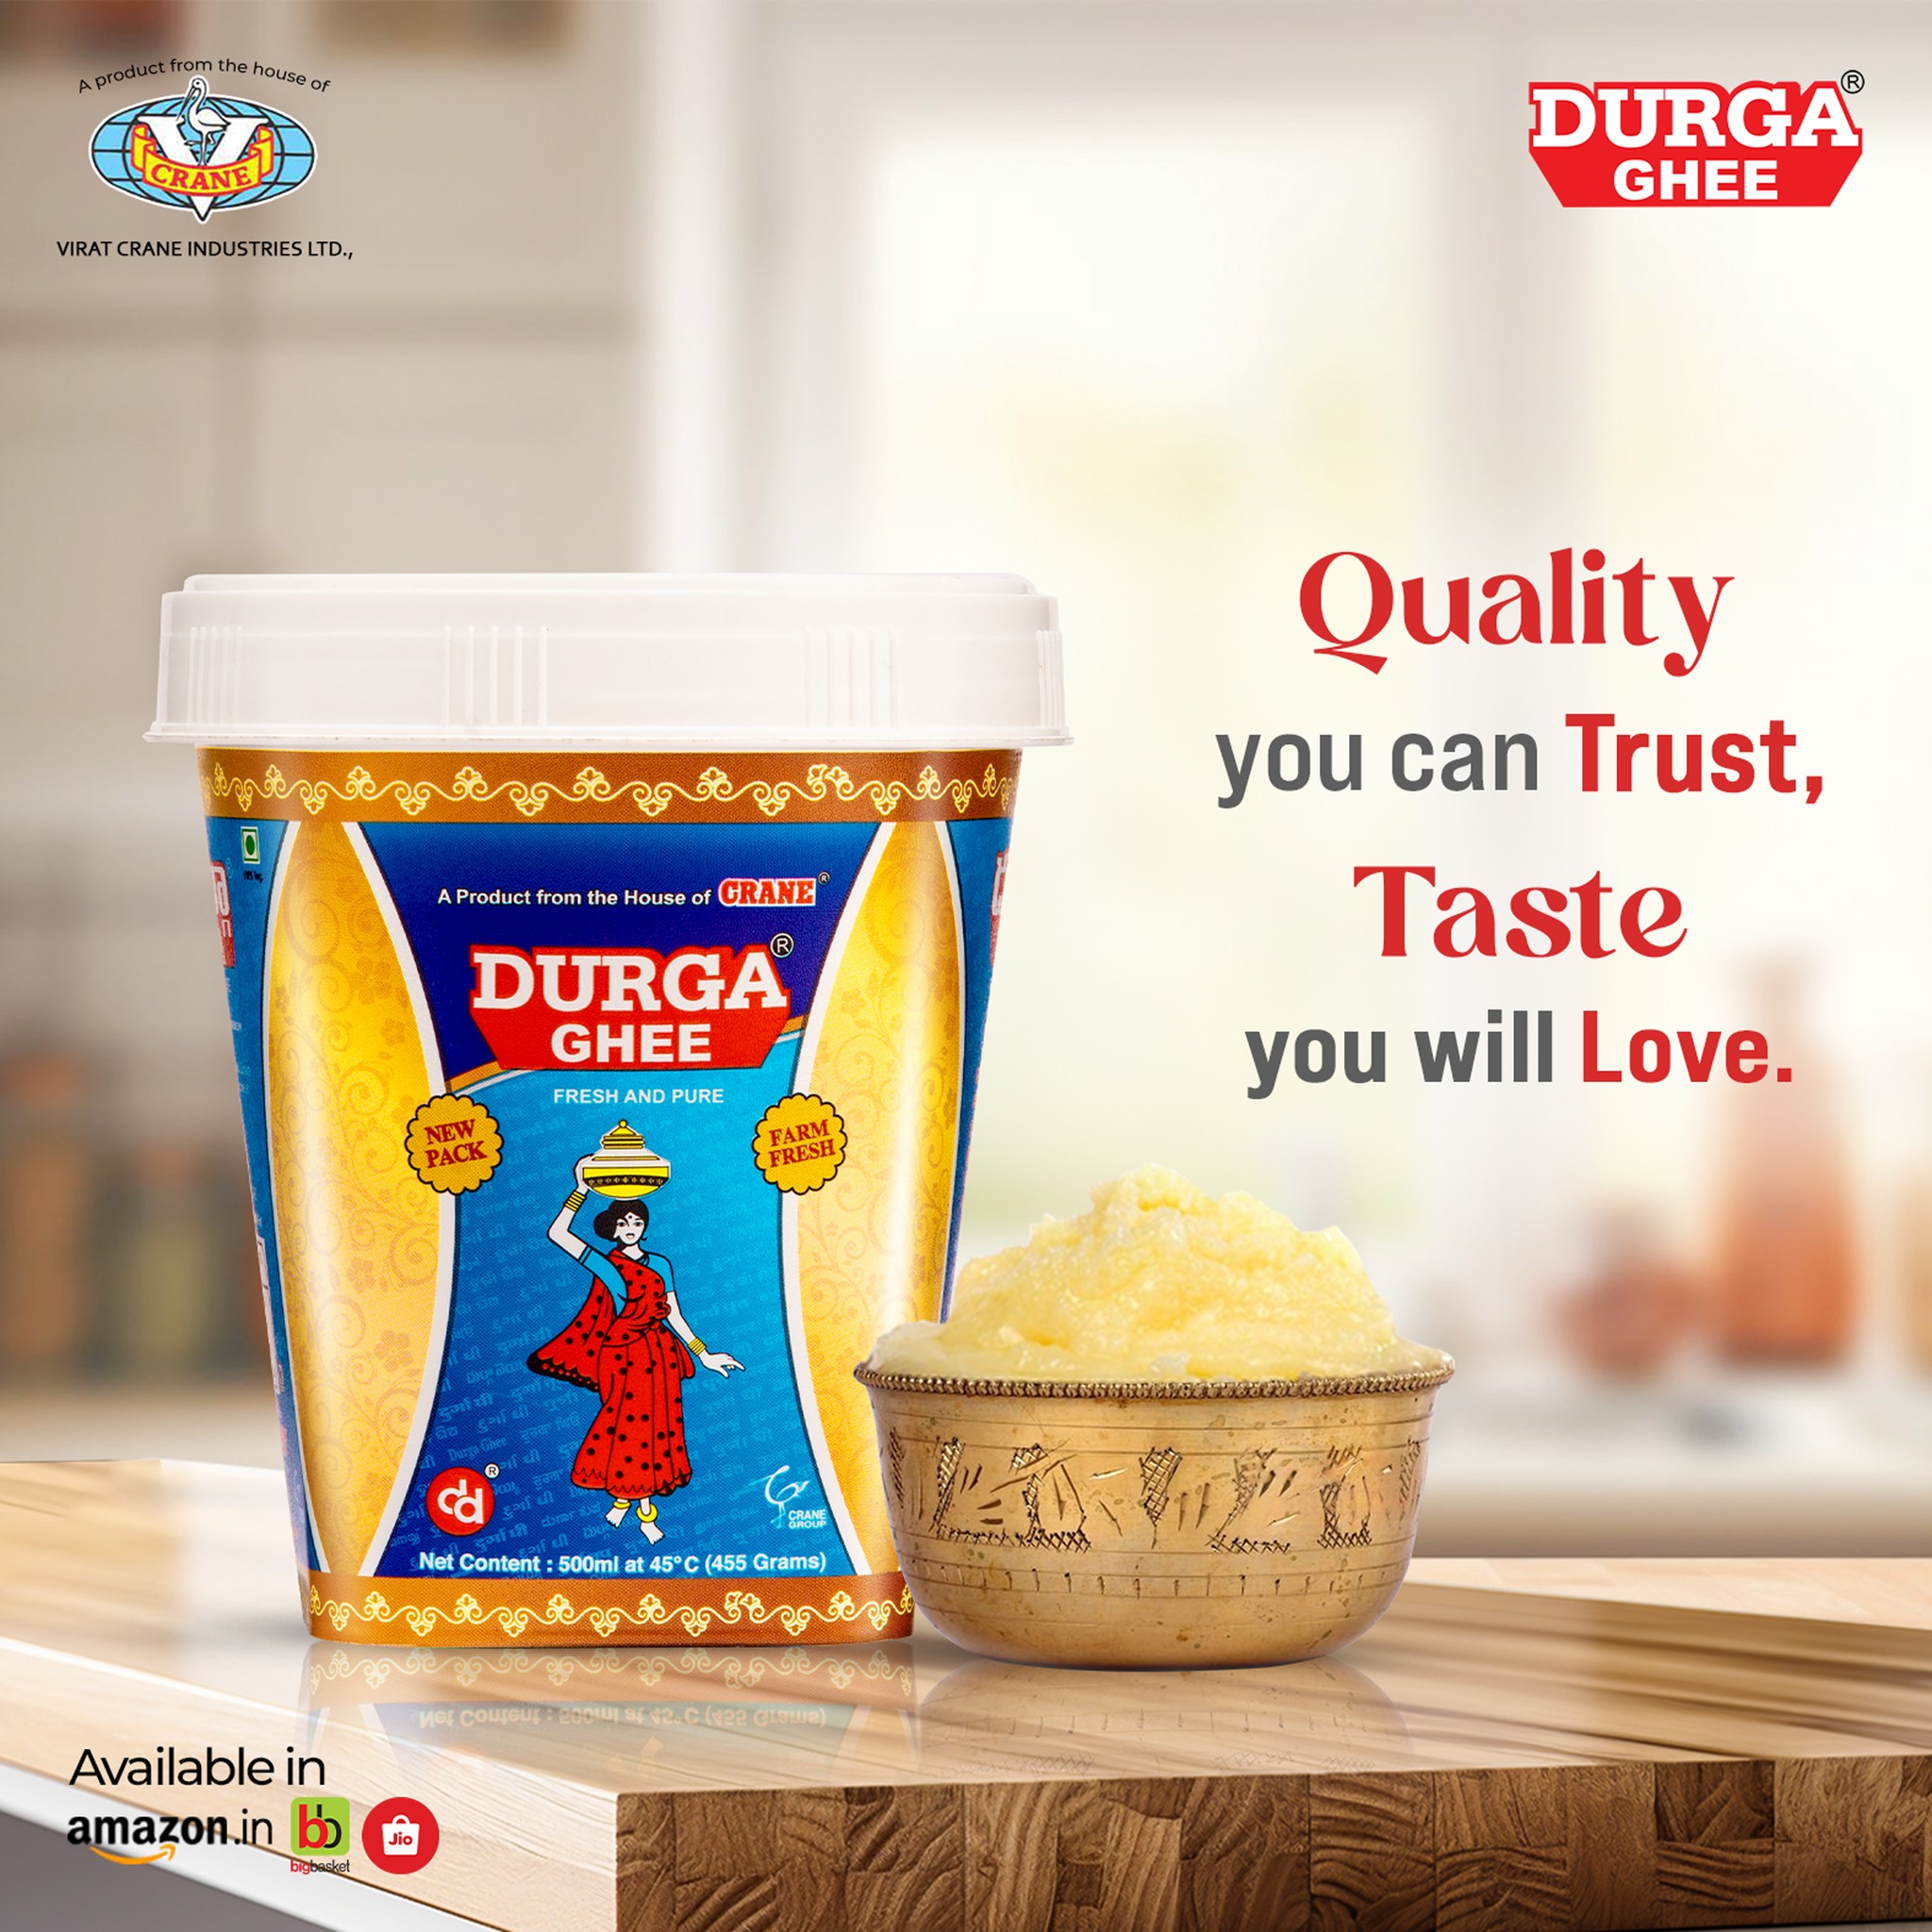 A product from the house of
V
CRANE
VIRAT CRANE INDUSTRIES LTD.,
DURGA®
GHEE
Quality
you can Trust,
Taste
you will Love.
A Product from the House of CRANE®
DURGA®
GHEE
FRESH AND PURE
NEW
PACK
FARM
FRESH
dd®
CRANE
GROUP
Net Content : 500ml at 45°C (455 Grams)
Available in
amazon.in
bb
bigbasket
Jio